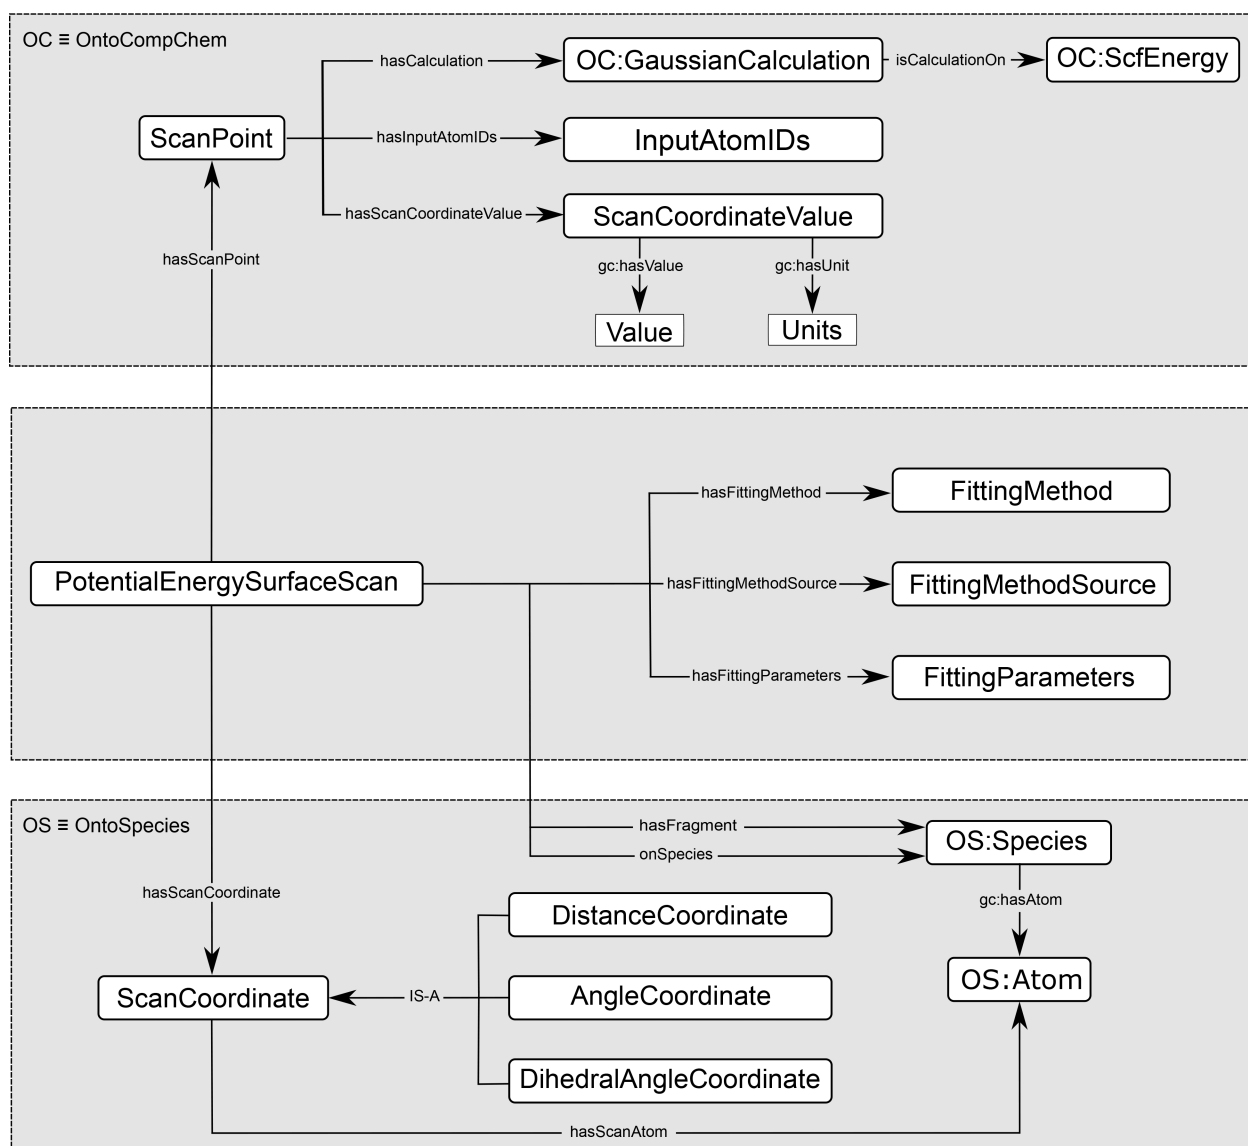 OC ≡ OntoCompChem
hasCalculation
OC:GaussianCalculation
isCalculationOn
OC:ScfEnergy
ScanPoint
hasInputAtomIDs
InputAtomIDs
hasScanCoordinateValue
ScanCoordinateValue
hasScanPoint
gc:hasValue
gc:hasUnit
Value
Units
hasFittingMethod
FittingMethod
PotentialEnergySurfaceScan
hasFittingMethodSource
FittingMethodSource
hasFittingParameters
FittingParameters
OS ≡ OntoSpecies
hasFragment
onSpecies
OS:Species
hasScanCoordinate
gc:hasAtom
DistanceCoordinate
ScanCoordinate
IS-A
AngleCoordinate
OS:Atom
DihedralAngleCoordinate
hasScanAtom